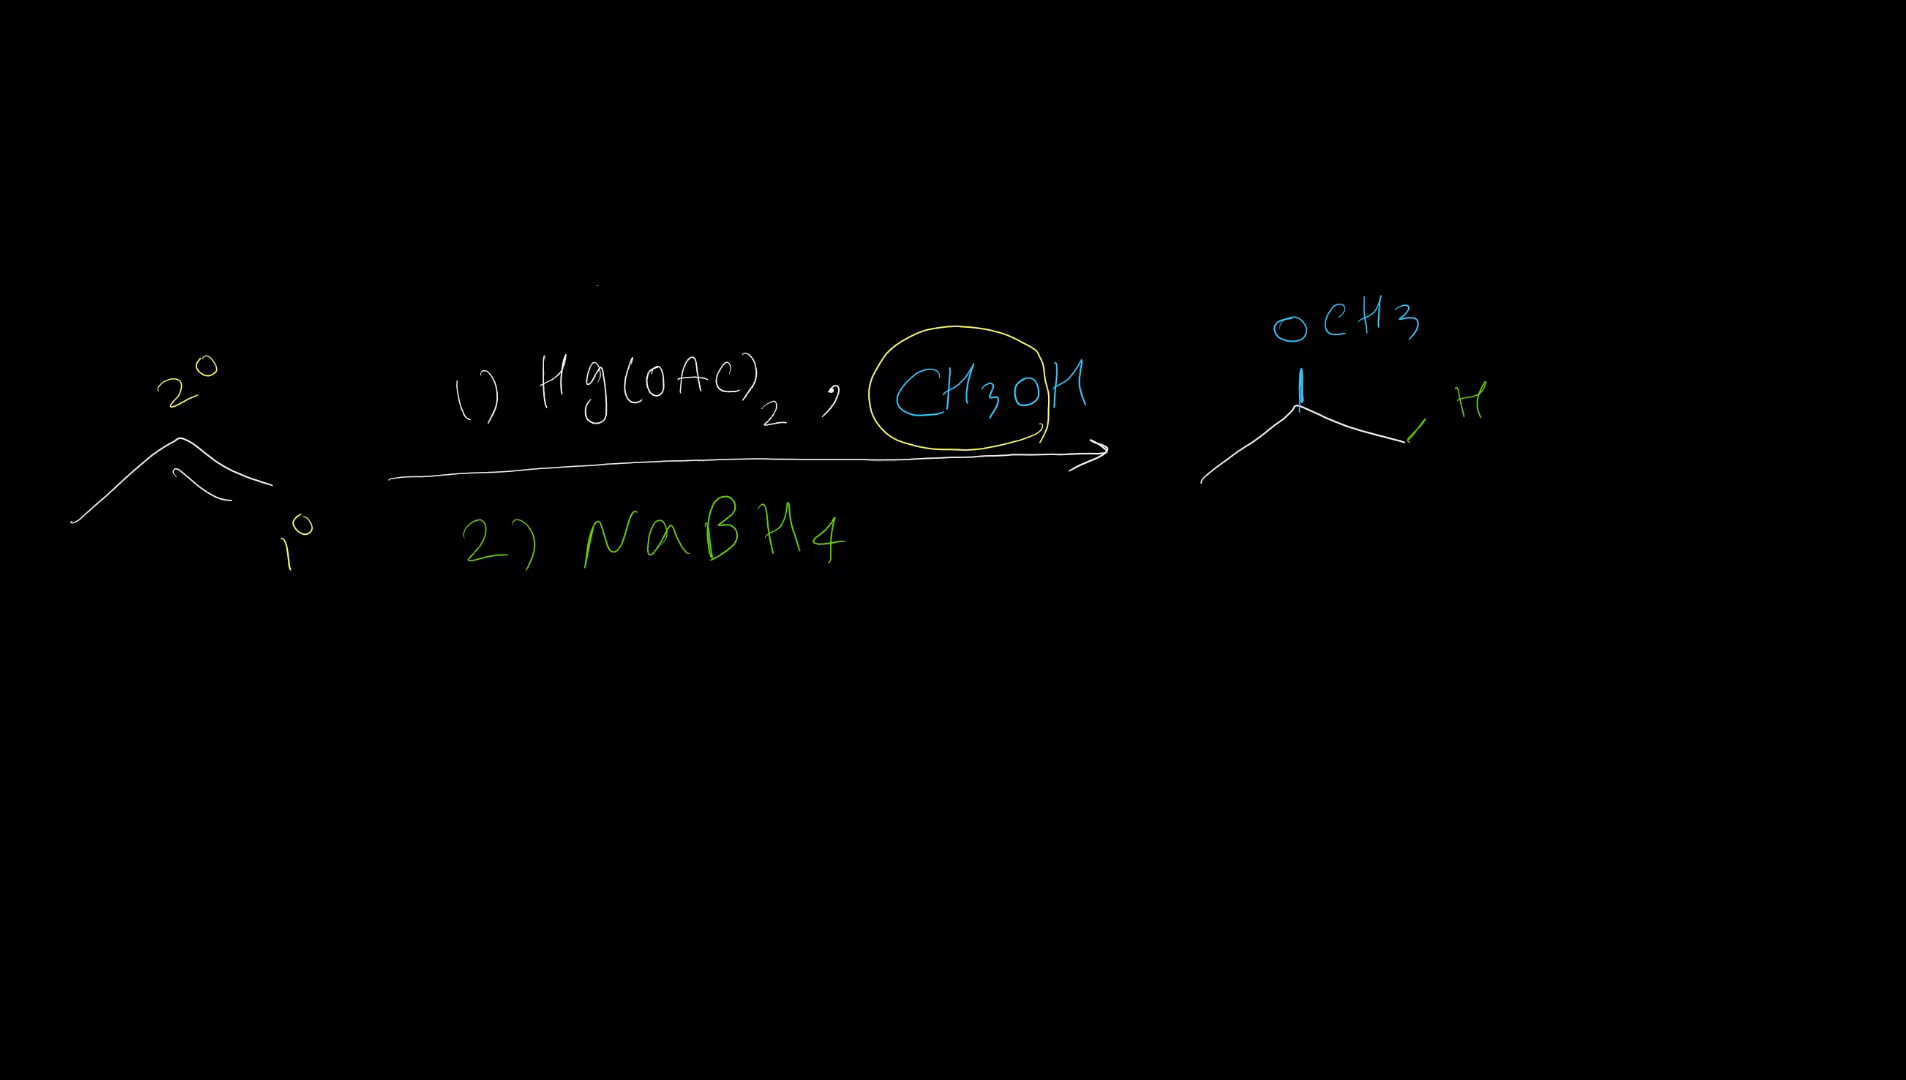 2° 1°
1) Hg(OAC)2 , CH3OH
2) NaBH4
OCH3
H